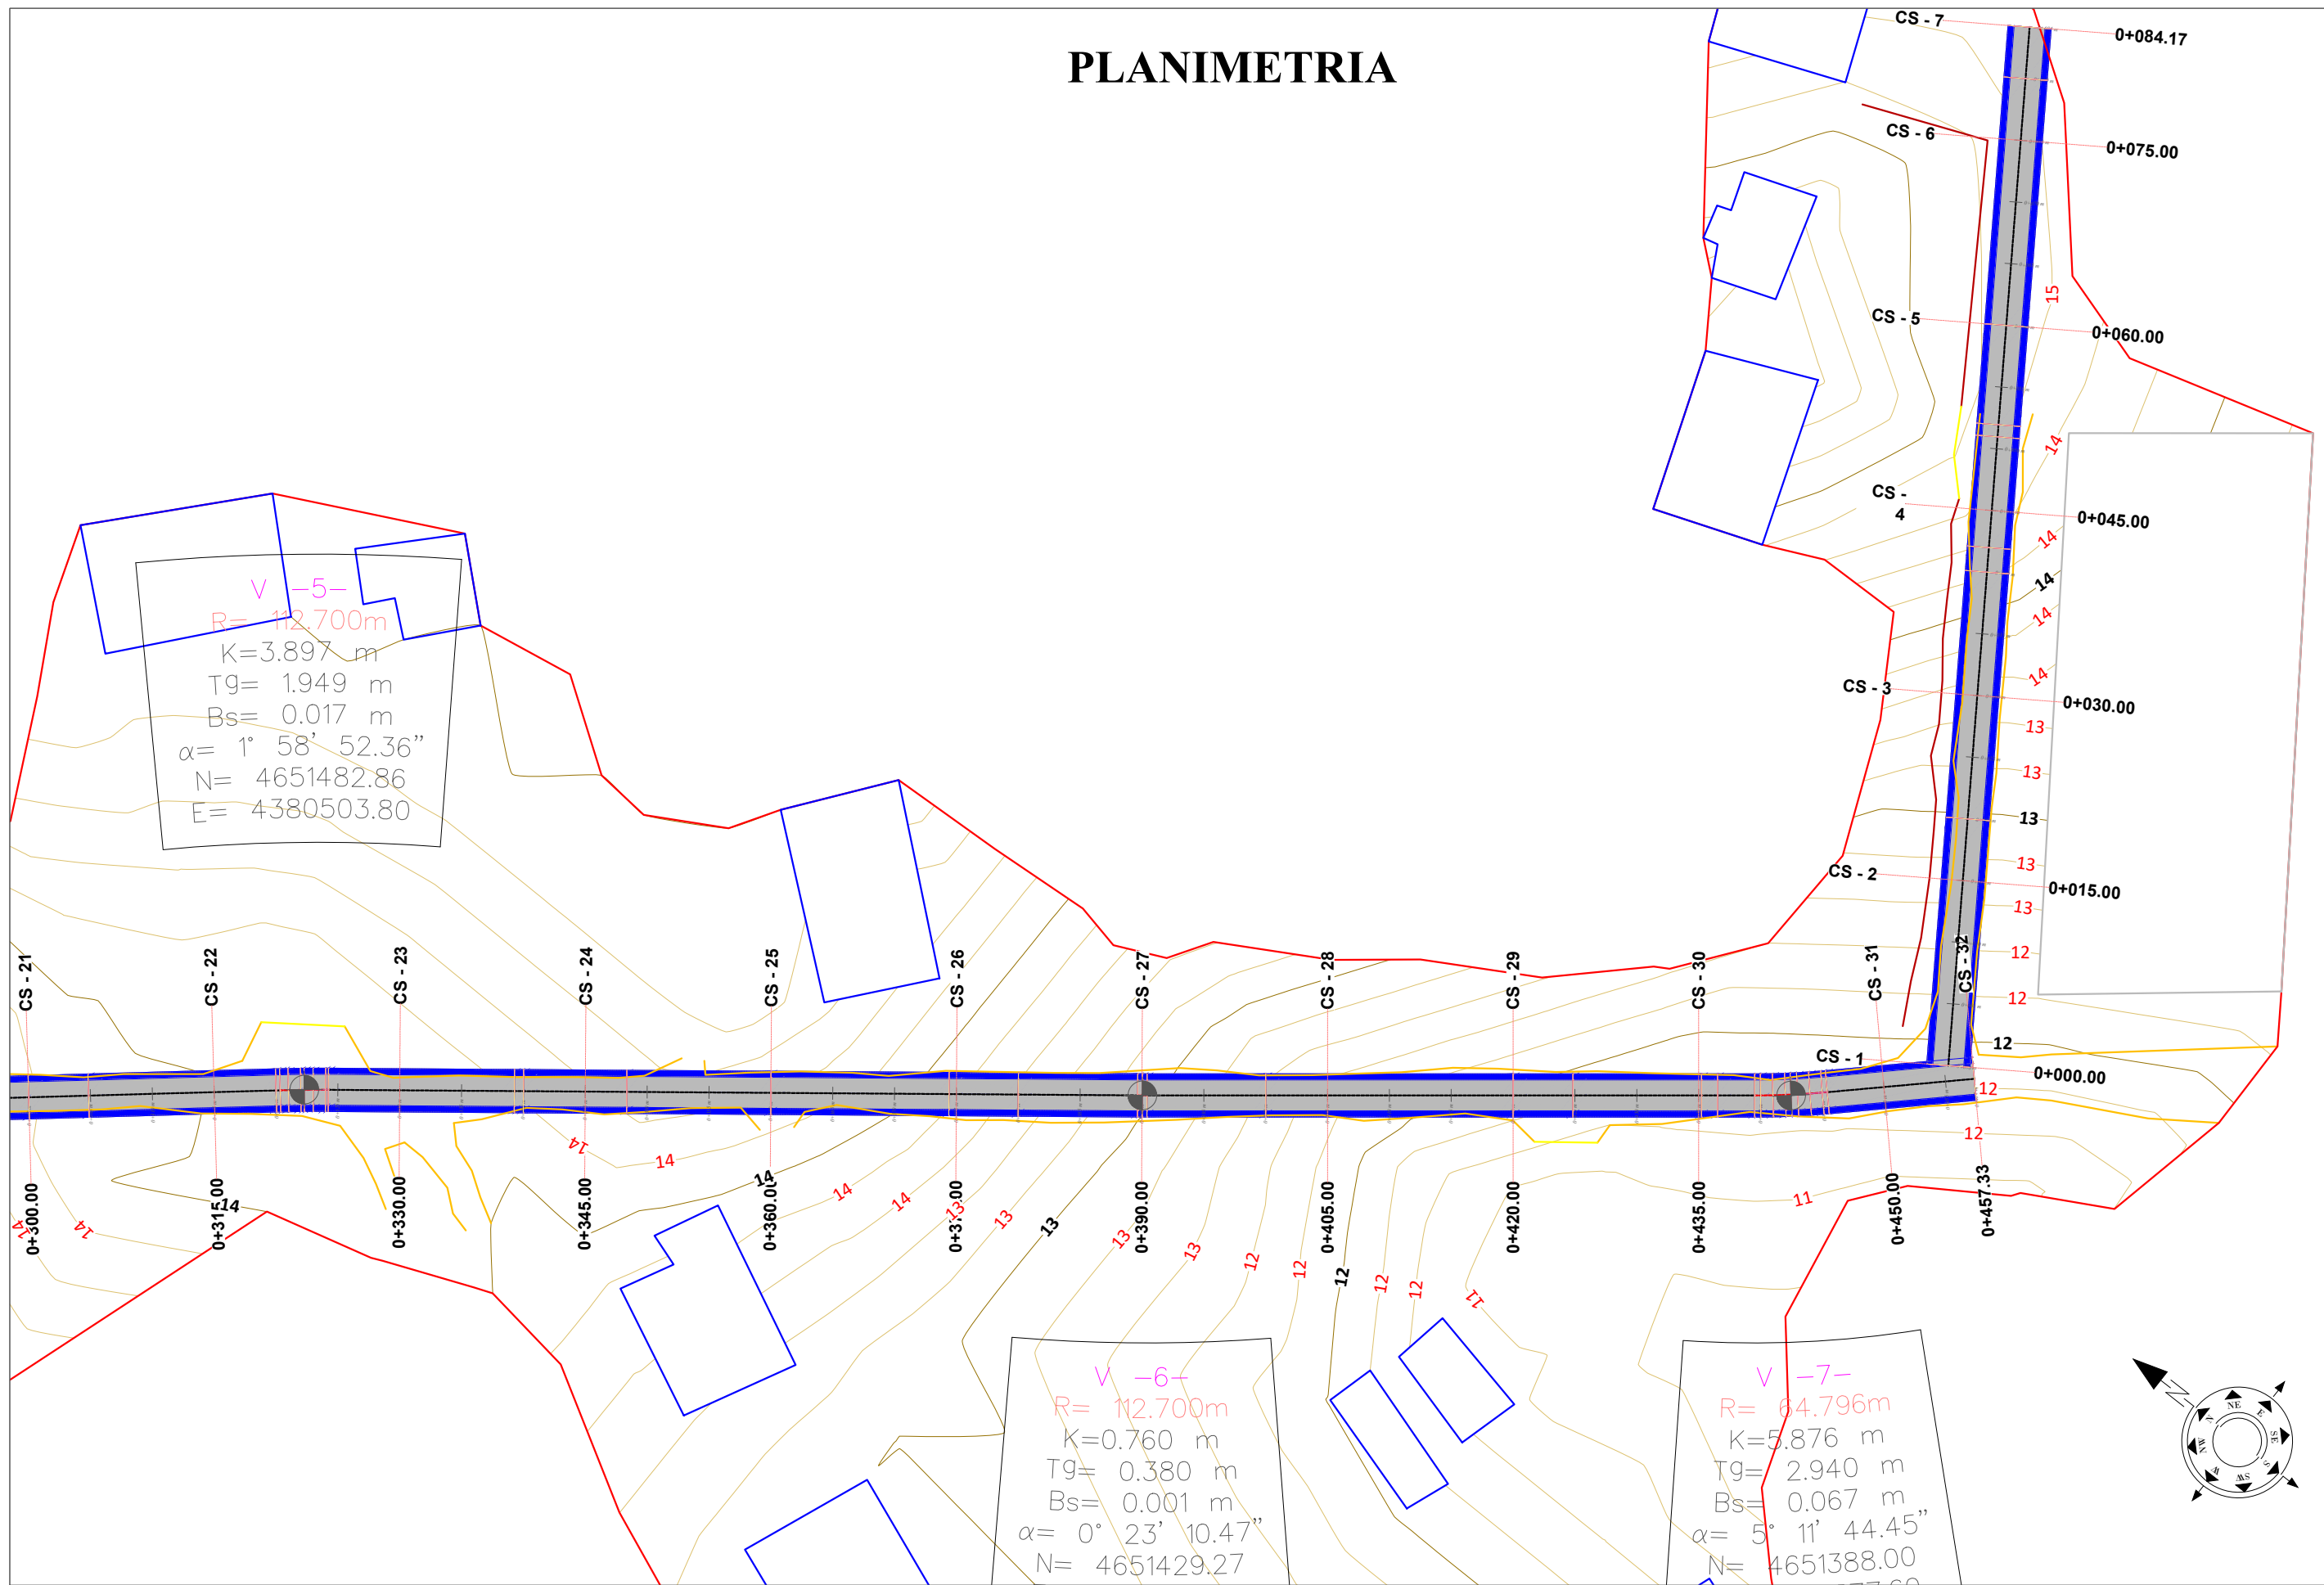 PLANIMETRIA
CS - 7
0+084.17
CS - 6
0+075.00
15
CS - 5
0+060.00
14
CS -
4
0+045.00
14
14
14
14
CS - 3
0+030.00
13
13
13
13
CS - 2
0+015.00
13
12
12
12
CS - 1
0+000.00
12
12
11
V -5-
R= 112.700m
K=3.897 m
Tg= 1.949 m
Bs= 0.017 m
α= 1° 58' 52.36"
N= 4651482.86
E= 4380503.80
CS - 21
CS - 22
CS - 23
CS - 24
CS - 25
CS - 26
CS - 27
CS - 28
CS - 29
CS - 30
CS - 31
CS - 32
0+300.00
0+315.00
0+330.00
0+345.00
0+360.00
0+390.00
0+405.00
0+420.00
0+435.00
0+450.00
0+457.33
14
14
14
14
14
14
14
14
13
13
13
13
13
12
12
12
12
12
11
V -6-
R= 112.700m
K=0.760 m
Tg= 0.380 m
Bs= 0.001 m
α= 0° 23' 10.47"
N= 4651429.27
V -7-
R= 64.796m
K=5.876 m
Tg= 2.940 m
Bs= 0.067 m
α= 5° 11' 44.45"
N= 4651388.00
N
N
NE
E
SE
S
SW
W
NW